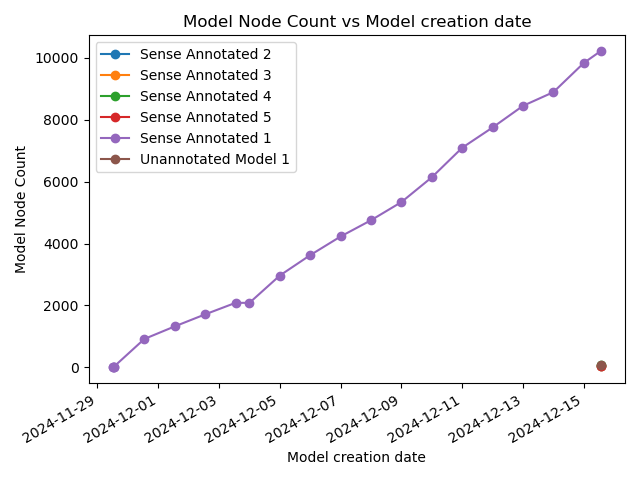 Model Node Count vs Model creation date
Sense Annotated 2
Sense Annotated 3
Sense Annotated 4
Sense Annotated 5
Sense Annotated 1
Unannotated Model 1
Model Node Count
10000
8000
6000
4000
2000
0
2024-11-29
2024-12-01
2024-12-03
2024-12-05
2024-12-07
2024-12-09
2024-12-11
2024-12-13
2024-12-15
Model creation date